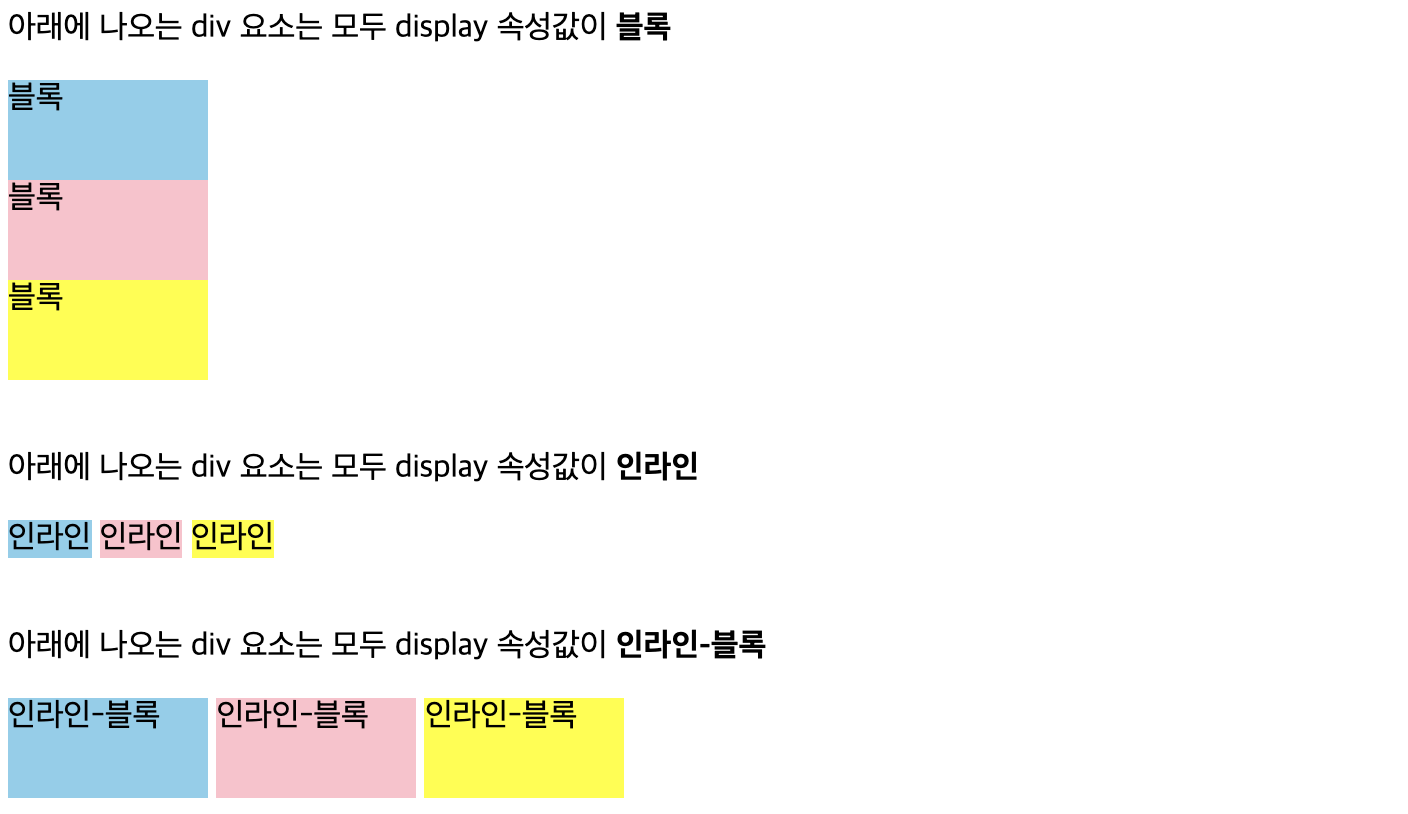 아래에 나오는 div 요소는 모두 display 속성값이 블록
블록
블록
블록
아래에 나오는 div 요소는 모두 display 속성값이 인라인
인라인 인라인 인라인
아래에 나오는 div 요소는 모두 display 속성값이 인라인-블록
인라인-블록 인라인-블록 인라인-블록